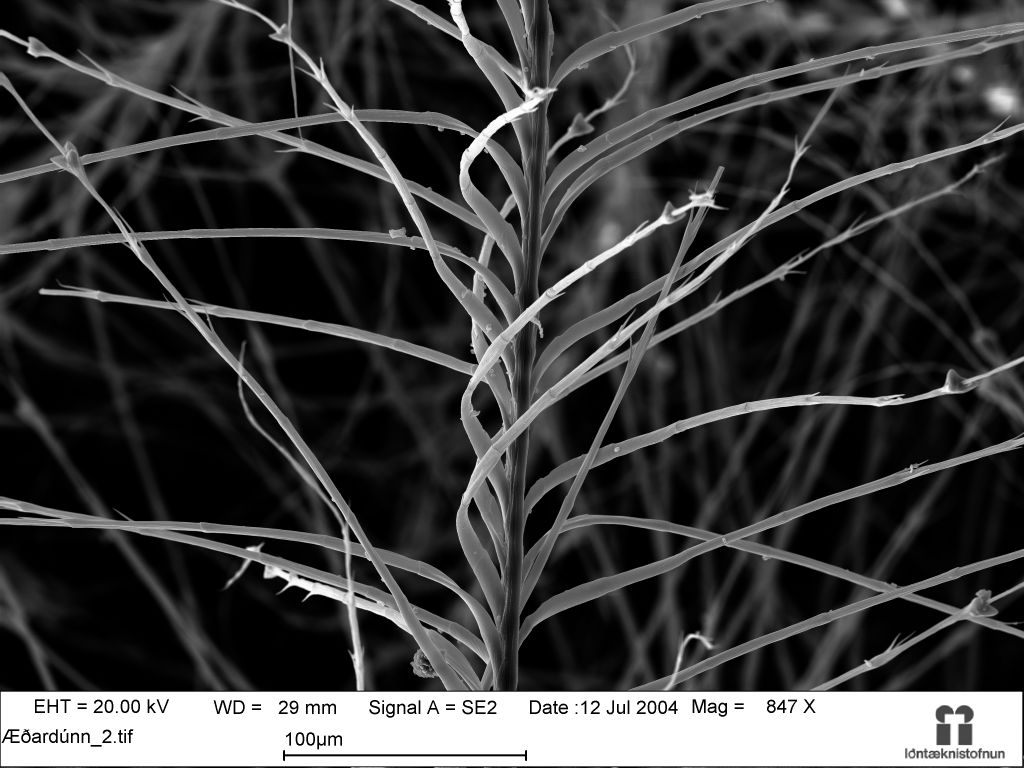 EHT = 20.00 kV WD = 29 mm Signal A = SE2 Date :12 Jul 2004 Mag = 847 X
Æðardúnn_2.tif
100µm
Iðntæknistofnun